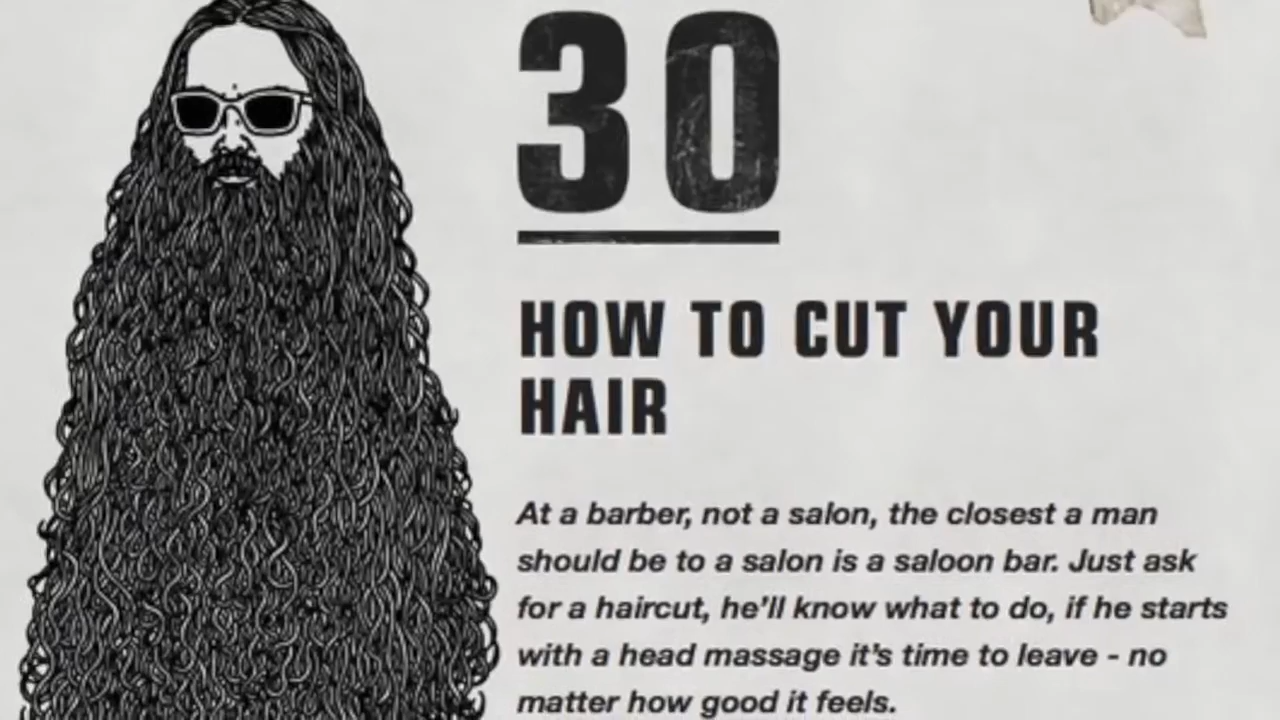 30
HOW TO CUT YOUR
HAIR
At a barber, not a salon, the closest a man
should be to a salon is a saloon bar. Just ask
for a haircut, he'll know what to do, if he starts
with a head massage it's time to leave - no
matter how good it feels.